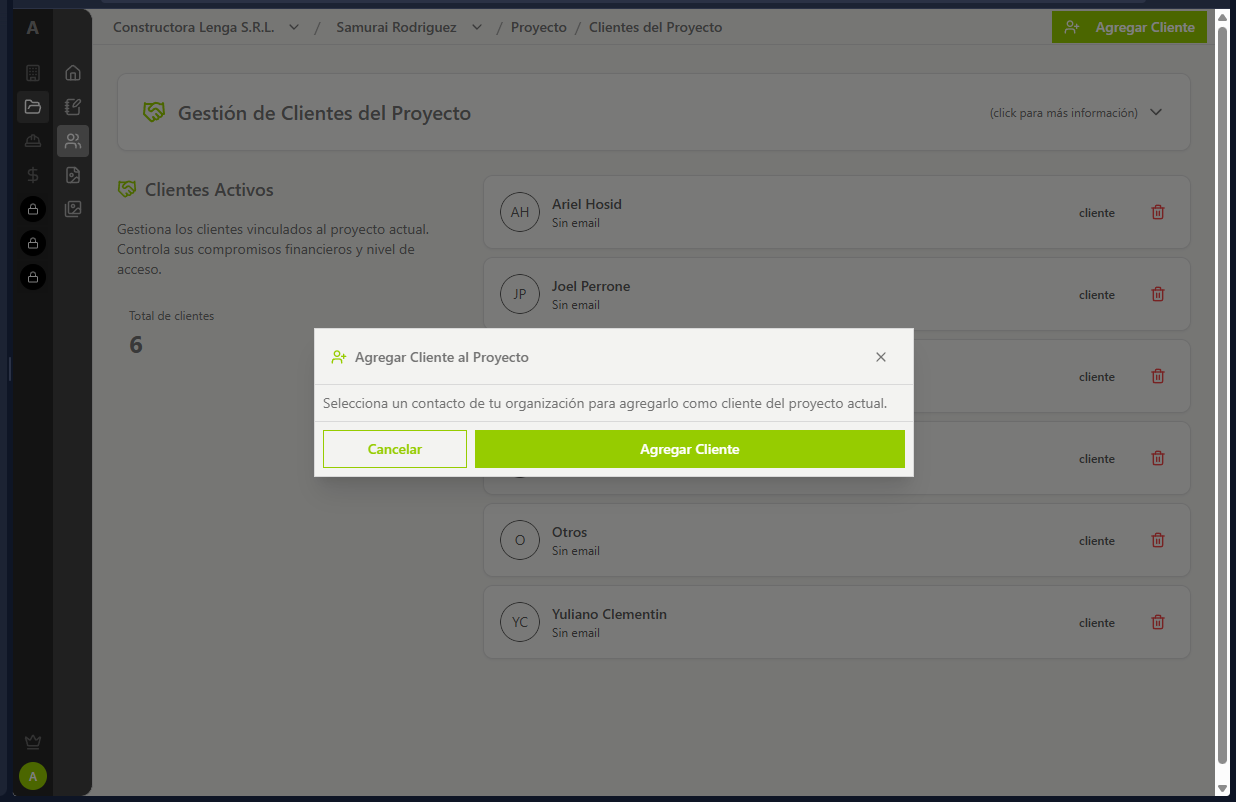 A
Constructora Lenga S.R.L. / Samurai Rodriguez / Proyecto / Clientes del Proyecto
Agregar Cliente
Gestión de Clientes del Proyecto
(click para más información)
Clientes Activos
Gestiona los clientes vinculados al proyecto actual.
Controla sus compromisos financieros y nivel de
acceso.
Total de clientes
6
AH
Ariel Hosid
Sin email
cliente
JP
Joel Perrone
Sin email
cliente
cliente
cliente
Agregar Cliente al Proyecto
Selecciona un contacto de tu organización para agregarlo como cliente del proyecto actual.
Cancelar
Agregar Cliente
O
Otros
Sin email
cliente
YC
Yuliano Clementin
Sin email
cliente
A